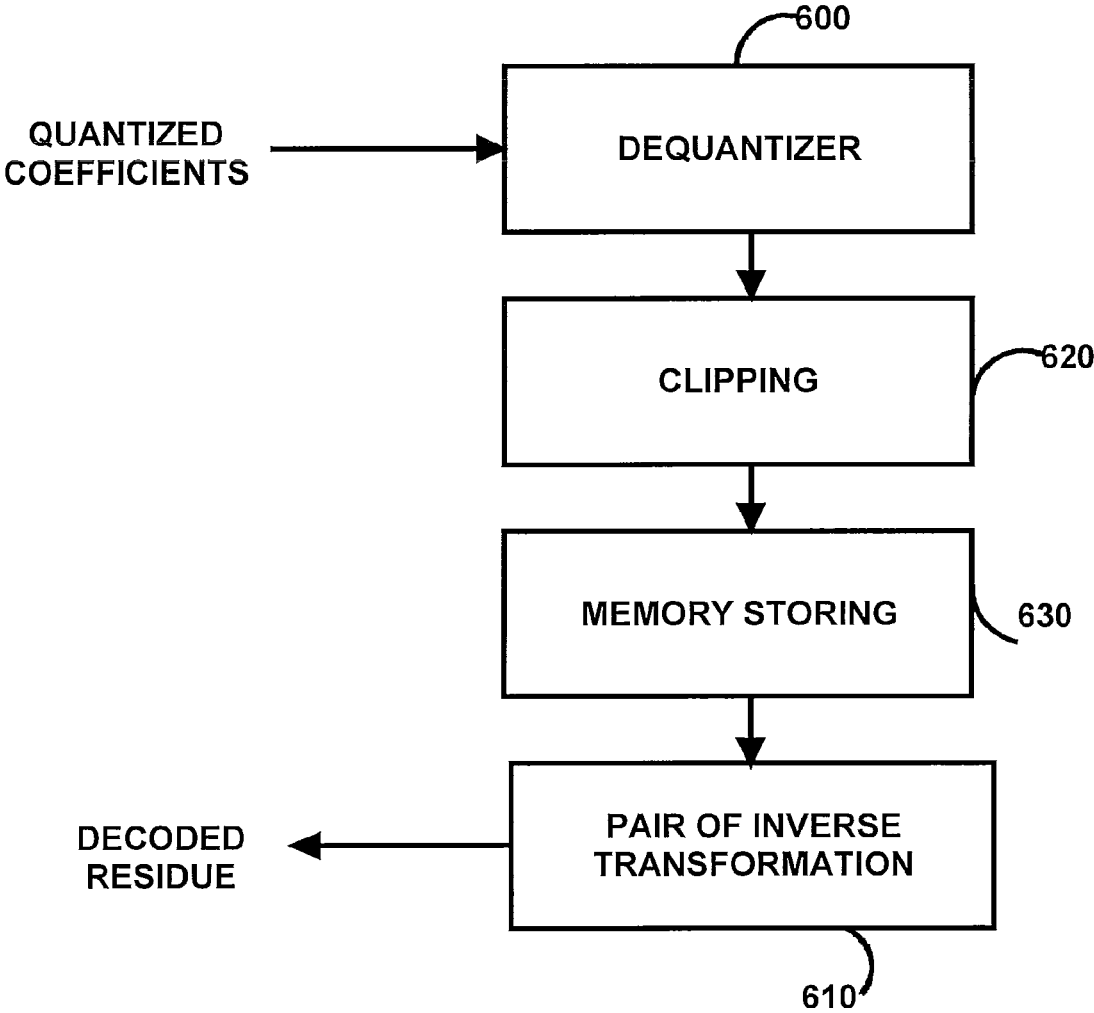 600
QUANTIZED
COEFFICIENTS
DEQUANTIZER
CLIPPING
620
MEMORY STORING
630
PAIR OF INVERSE
TRANSFORMATION
DECODED
RESIDUE
610